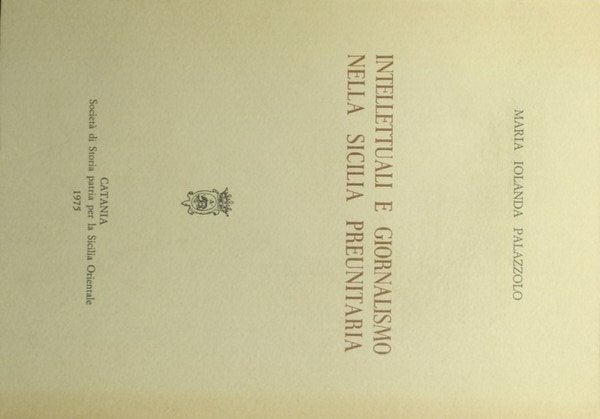 MARIA IOLANDA PALAZZOLO
INTELLETTUALI E GIORNALISMO
NELLA SICILIA PREUNITARIA
CATANIA
Società di Storia patria per la Sicilia Orientale
1975